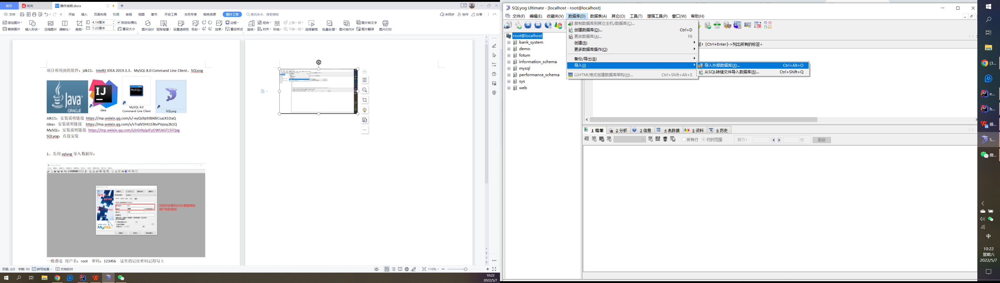 首页
稻壳
操作说明.docx
文件
开始
插入
页面布局
引用
审阅
视图
章节
开发工具
会员专享
稻壳资源
图片工具
查找命令、搜索模板
未同步
协作
分享
添加图片
替换图片
插入形状
压缩图片
清晰化
裁剪
4.14厘米
7.22厘米
锁定纵横比
重设大小
图片设计
抠除背景
设置透明色
色彩
效果
边框
重设样式
旋转
组合
对齐
环绕
上移一层
下移一层
选择窗格
批量处理
图片转PDF
图片转文字
图片翻译
图片打印
项目所用到的软件：jdk11、IntelliJ IDEA 2019.3.3、MySQL 8.0 Command Line Client、SQLyog
Java
ORACLE
IJ
idea
MySQL
MySQL 8.0
Command Line Client
SQLyog
Jdk11：安装说明链接 https://mp.weixin.qq.com/s/-eyQs9p9JBABiCsazX1DaQ
Idea：安装说明链接 https://mp.weixin.qq.com/s/vTralVDHU1iNvPVpoy2b1Q
MySQL：安装说明链接 https://mp.weixin.qq.com/s/eGtXyipJFyOWUxGTL5FQxg
SQLyog：直接安装
1、先用 sqlyog 导入数据库：
对应你设置MySQL数据库的
用户名和密码
MySQL
一般都是 用户名：root 密码：123456 这里的记住密码记得勾上
页面: 2/2 字数: 93 拼写检查 文档校对
110%
10:22
2022/5/7
SQLyog Ultimate - [localhost - root@localhost]
文件(F) 编辑(E) 收藏夹(V) 数据库(D) 数据表(A) 其它(O) 工具(T) 增强工具(P) 窗口(W) 帮助(H)
root@localhost
bank_system
demo
fotum
information_schema
mysql
performance_schema
sys
web
复制数据库到其它主机/数据库(C)...
创建数据库(D)... Ctrl+D
更改数据库(A)... F6
创建(R)
更多数据库操作(O)
备份/导出(B)
导入(I)
以HTML格式创建数据库架构(H)... Ctrl+Shift+Alt+S
导入外部数据库(X)... Ctrl+Alt+O
从SQL转储文件导入数据库(R)... Ctrl+Shift+Q
签; [Ctrl+Enter]->列出所有的标签。
1 结果
2 分析
3 信息
4 表数据
5 资料
6 历史
所有行
行的范围
首行:
行
刷新
(3...
e...
b...
操...
S...
微...
中
10:22
星期六
2022/5/7